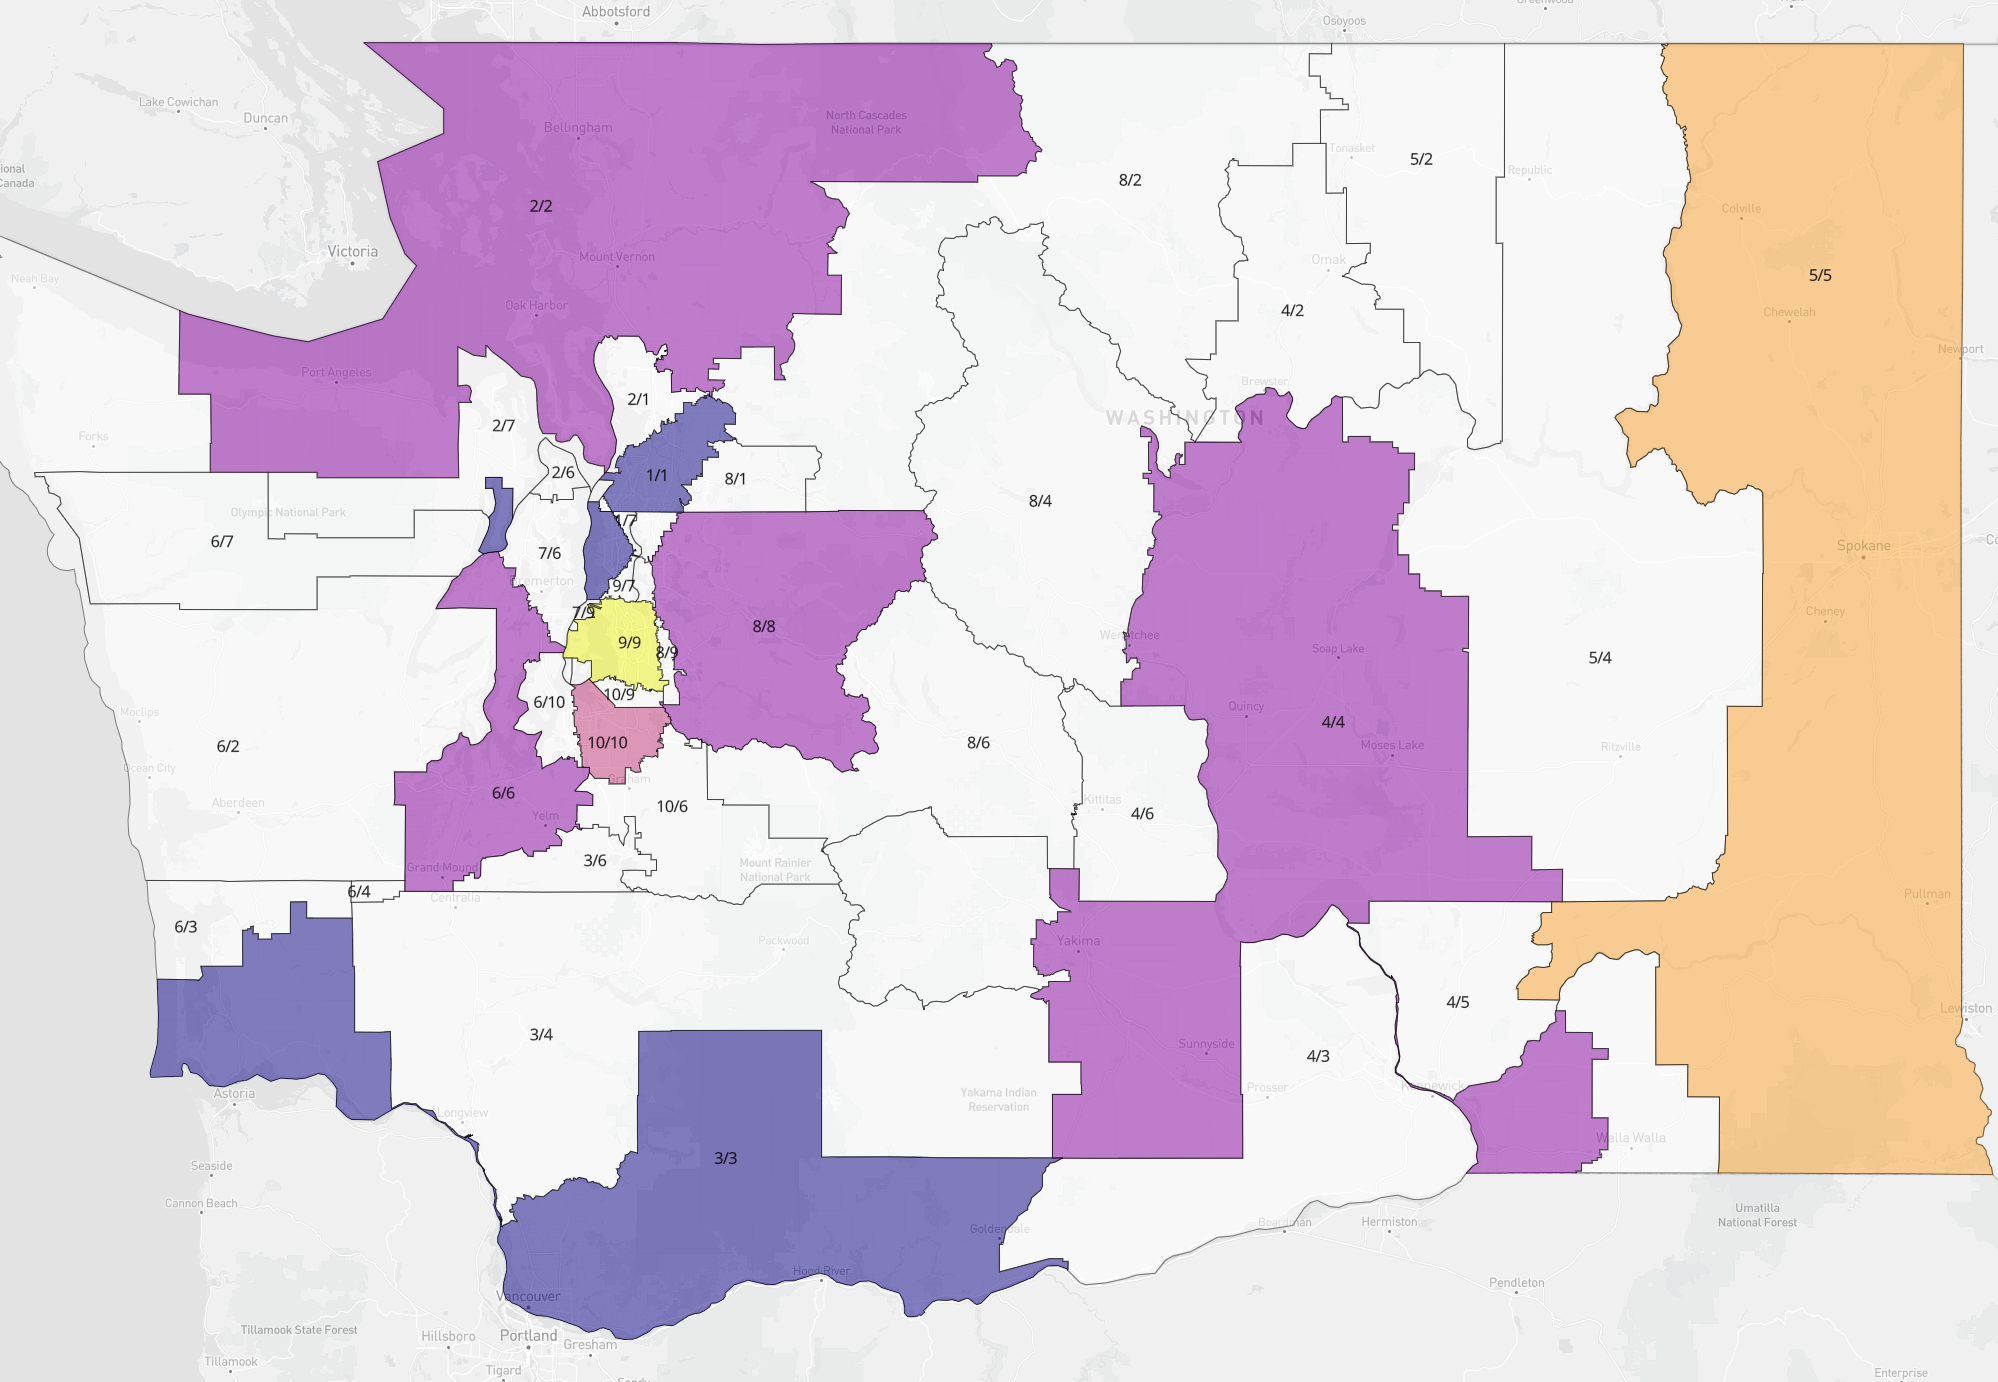 Abbotsford
Greenwood
Osoyoos
Lake Cowichan
Duncan
North Cascades
National Park
Bellingham
Tonasket
5/2
8/2
Republic
2/2
Colville
Victoria
Mount Vernon
Omak
5/5
Neah Bay
Oak Harbor
4/2
Chewelah
Newport
Port Angeles
Brewster
2/1
WASHINGTON
2/7
Forks
2/6
1/1
8/1
8/4
Olympic National Park
1/7
6/7
7/6
Spokane
Bremerton
9/7
7/9
Cheney
8/8
9/9
Wenatchee
Soap Lake
8/9
5/4
10/9
6/10
Moclips
Quincy
4/4
10/10
8/6
6/2
Moses Lake
Ritzville
Ocean City
Graham
6/6
Kittitas
10/6
Aberdeen
Yelm
4/6
3/6
Mount Rainier
National Park
Grand Mound
6/4
Centralia
Pullman
6/3
Packwood
Yakima
4/5
Lewiston
3/4
Sunnyside
4/3
Kennewick
Prosser
Astoria
Yakama Indian
Reservation
Longview
Walla Walla
3/3
Seaside
Cannon Beach
Umatilla
National Forest
Goldendale
Boardman
Hermiston
Hood River
Pendleton
Vancouver
Tillamook State Forest
Hillsboro
Portland
Gresham
Tillamook
Tigard
Sandy
Enterprise